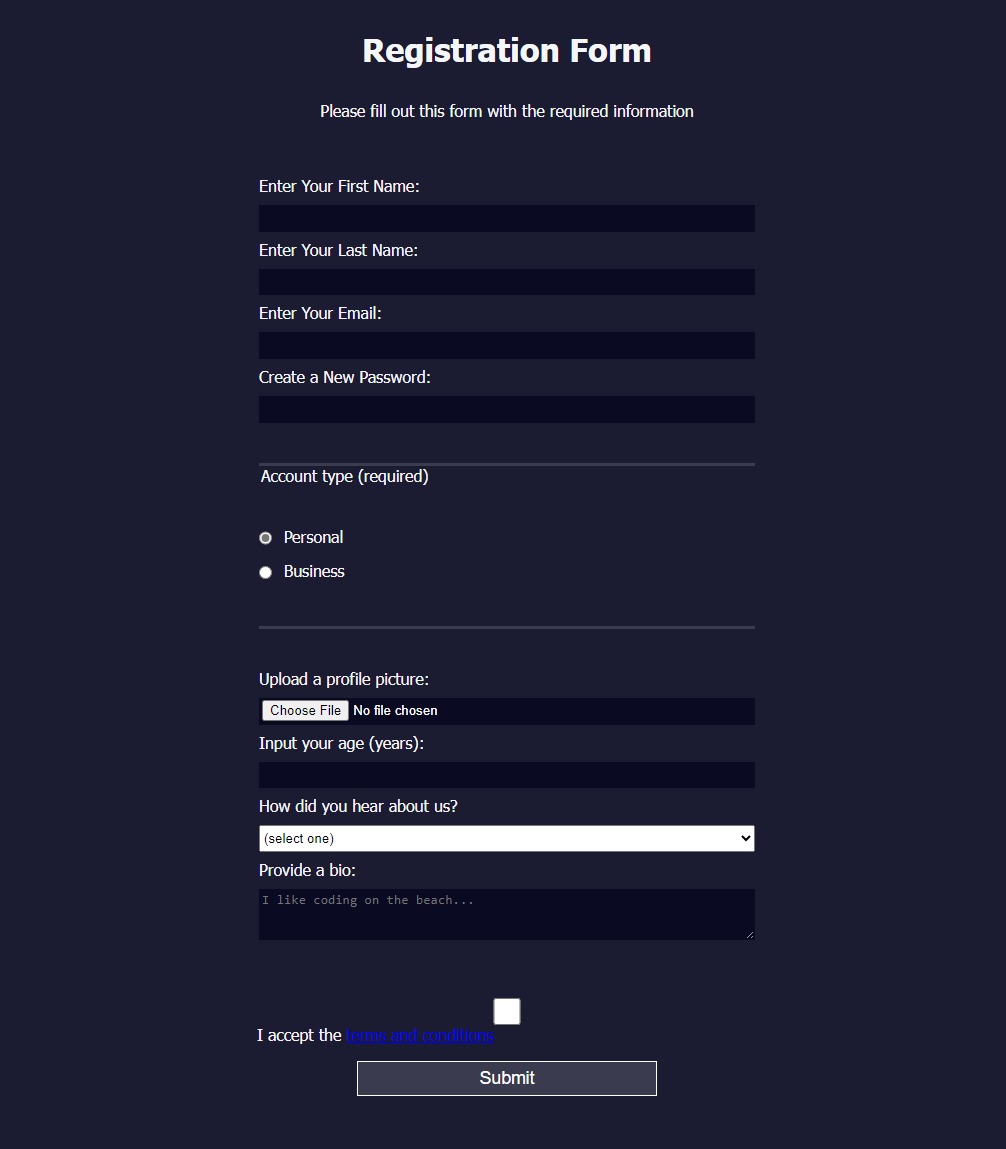 Registration Form
Please fill out this form with the required information
Enter Your First Name:
Enter Your Last Name:
Enter Your Email:
Create a New Password:
Account type (required)
Personal
Business
Upload a profile picture:
Choose File No file chosen
Input your age (years):
How did you hear about us?
(select one)
Provide a bio:
I like coding on the beach...
I accept the terms and conditions
Submit